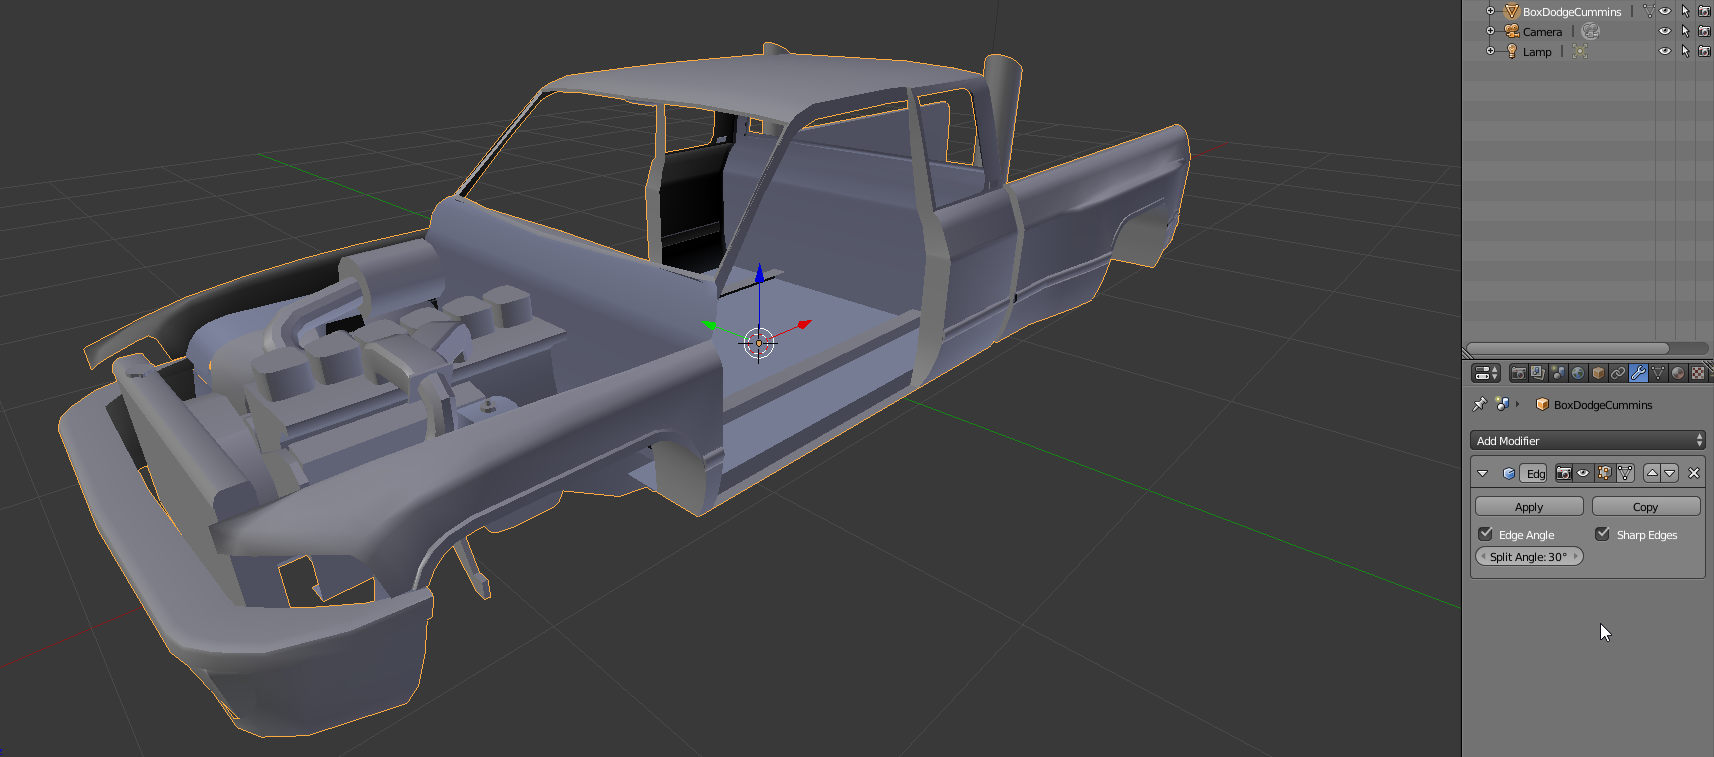 BoxDodgeCummins
Camera
Lamp
BoxDodgeCummins
Add Modifier
Edg
Apply Copy
Edge Angle Sharp Edges
Split Angle: 30°